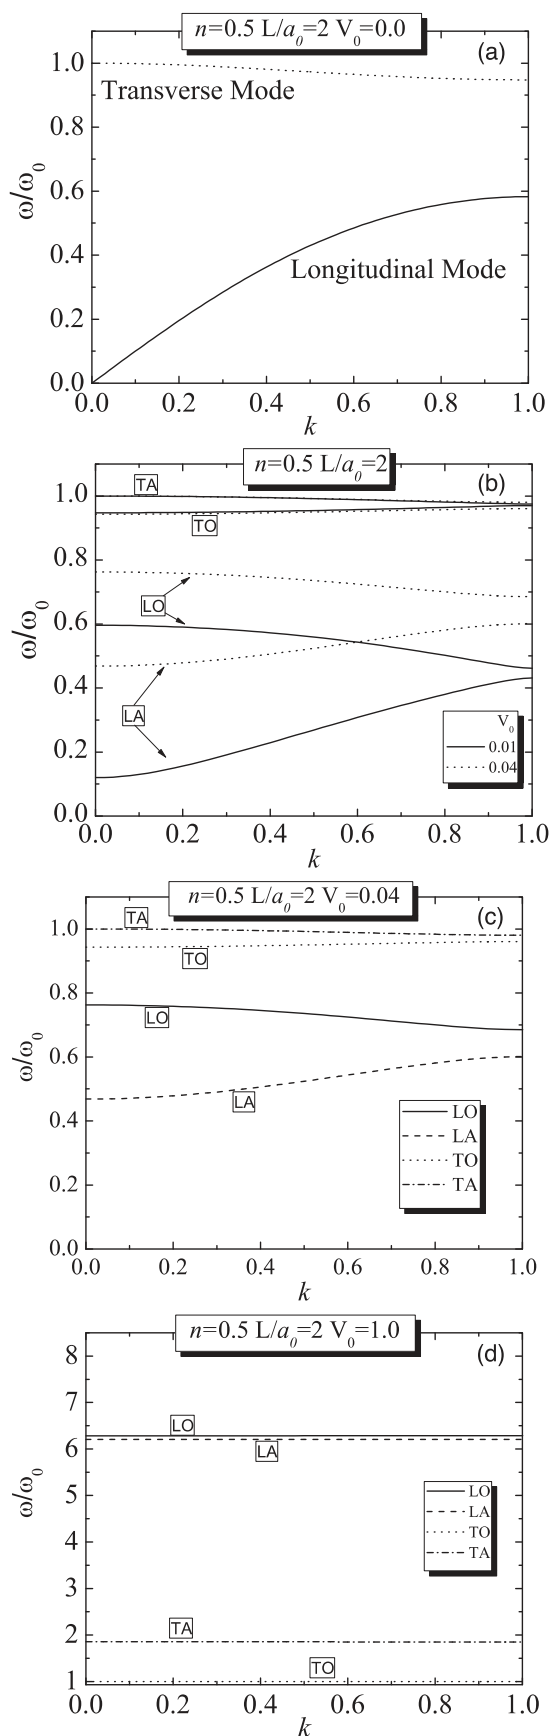 n=0.5 L/a₀=2 V₀=0.0
(a)
1.0
Transverse Mode
0.8
ω/ω₀
0.6
0.4
Longitudinal Mode
0.2
0.0
0.0 0.2 0.4 0.6 0.8 1.0
k
n=0.5 L/a₀=2
(b)
TA
1.0
TO
0.8
LO
ω/ω₀
0.6
0.4
LA
V₀
0.01
0.04
0.2
0.0
0.0 0.2 0.4 0.6 0.8 1.0
k
n=0.5 L/a₀=2 V₀=0.04
(c)
TA
1.0
TO
0.8
LO
ω/ω₀
0.6
LA
0.4
LO
LA
TO
TA
0.2
0.0
0.0 0.2 0.4 0.6 0.8 1.0
k
n=0.5 L/a₀=2 V₀=1.0
(d)
8
7
LO
6
LA
ω/ω₀
5
LO
LA
TO
TA
4
3
TA
2
TO
1
0.0 0.2 0.4 0.6 0.8 1.0
k